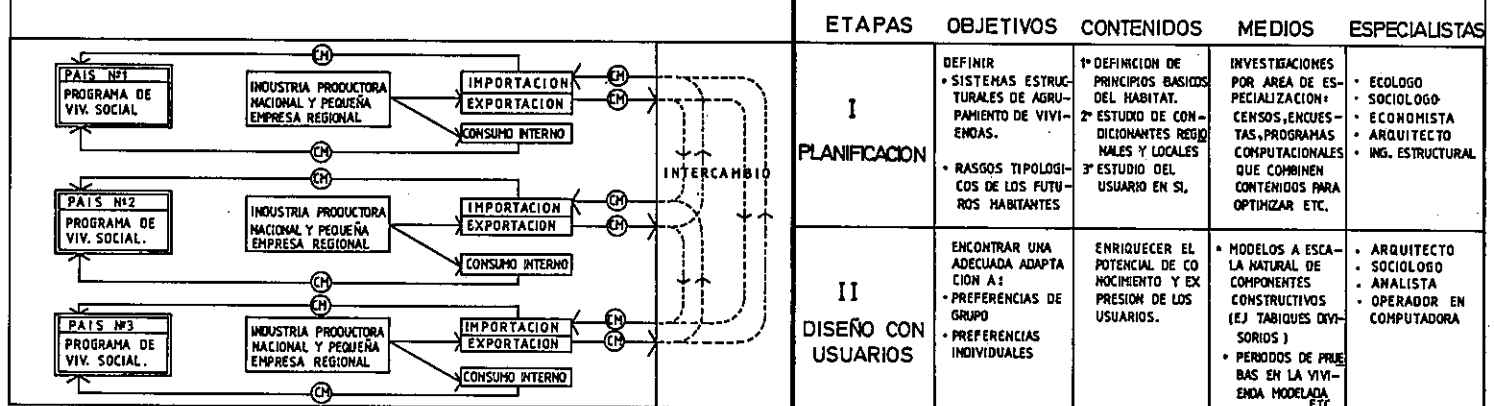 CM
PAIS Nº1
PROGRAMA DE
VIV. SOCIAL
INDUSTRIA PRODUCTORA
NACIONAL Y PEQUEÑA
EMPRESA REGIONAL
IMPORTACION
EXPORTACION
CONSUMO INTERNO
CM
CM
CM
INTERCAMBIO
CM
PAIS Nº2
PROGRAMA DE
VIV. SOCIAL.
INDUSTRIA PRODUCTORA
NACIONAL Y PEQUEÑA
EMPRESA REGIONAL
IMPORTACION
EXPORTACION
CONSUMO INTERNO
CM
CM
CM
CM
PAIS Nº3
PROGRAMA DE
VIV. SOCIAL.
INDUSTRIA PRODUCTORA
NACIONAL Y PEQUEÑA
EMPRESA REGIONAL
IMPORTACION
EXPORTACION
CONSUMO INTERNO
CM
CM
CM
ETAPAS OBJETIVOS CONTENIDOS MEDIOS ESPECIALISTAS
I
PLANIFICACION
DEFINIR
• SISTEMAS ESTRUC-
TURALES DE AGRU-
PAMIENTO DE VIVI-
ENDAS.
• RASGOS TIPOLOGI-
COS DE LOS FUTU-
ROS HABITANTES
1º DEFINICION DE
PRINCIPIOS BASICOS
DEL HABITAT.
2º ESTUDIO DE CON-
DICIONANTES REGIO
NALES Y LOCALES
3º ESTUDIO DEL
USUARIO EN SI.
INVESTIGACIONES
POR AREA DE ES-
PECIALIZACION:
CENSOS, ENCUES-
TAS, PROGRAMAS
COMPUTACIONALES
QUE COMBINEN
CONTENIDOS PARA
OPTIMIZAR ETC.
• ECOLOGO
• SOCIOLOGO
• ECONOMISTA
• ARQUITECTO
• ING. ESTRUCTURAL
II
DISEÑO CON
USUARIOS
ENCONTRAR UNA
ADECUADA ADAPTA
CION A:
• PREFERENCIAS DE
GRUPO
• PREFERENCIAS
INDIVIDUALES
ENRIQUECER EL
POTENCIAL DE CO
NOCIMIENTO Y EX
PRESION DE LOS
USUARIOS.
• MODELOS A ESCA-
LA NATURAL DE
COMPONENTES
CONSTRUCTIVOS
(EJ TABIQUES DIVI-
SORIOS )
• PERIODOS DE PRUE
BAS EN LA VIVI-
ENDA MODELADA
ETC
• ARQUITECTO
• SOCIOLOGO
• ANALISTA
• OPERADOR EN
COMPUTADORA